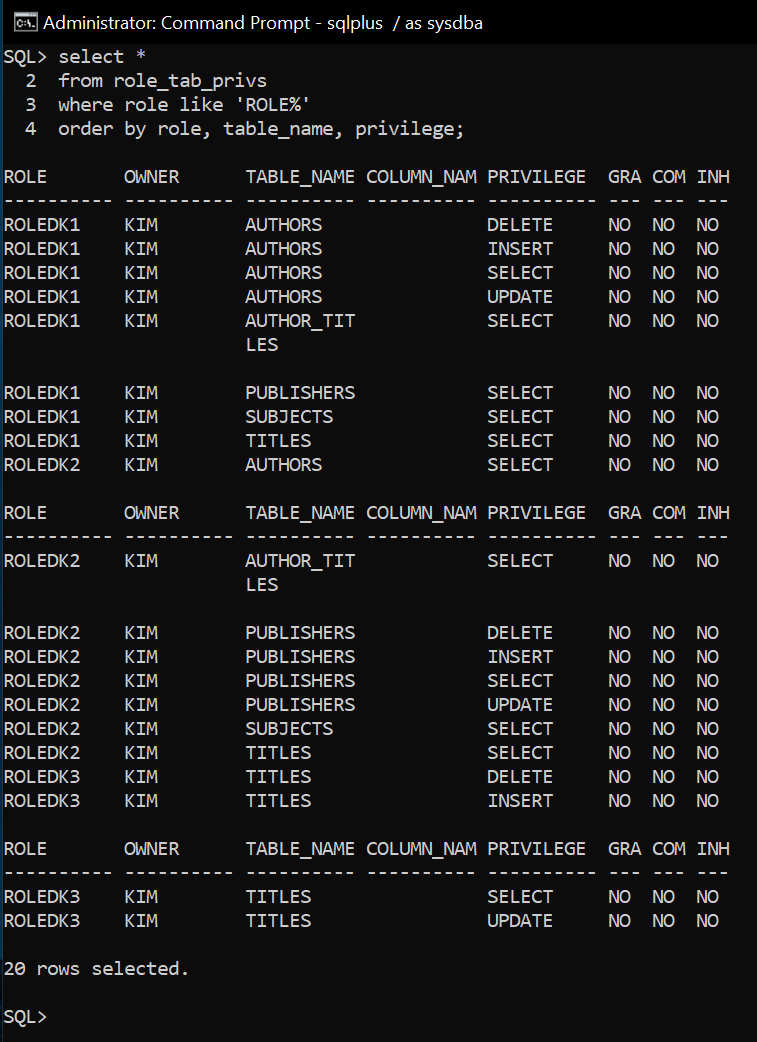 Administrator: Command Prompt - sqlplus  / as sysdba
SQL> select *
  2  from role_tab_privs
  3  where role like 'ROLE%'
  4  order by role, table_name, privilege;
ROLE       OWNER      TABLE_NAME COLUMN_NAM PRIVILEGE  GRA COM INH
---------- ---------- ---------- ---------- ---------- --- --- ---
ROLEDK1    KIM        AUTHORS               DELETE     NO  NO  NO
ROLEDK1    KIM        AUTHORS               INSERT     NO  NO  NO
ROLEDK1    KIM        AUTHORS               SELECT     NO  NO  NO
ROLEDK1    KIM        AUTHORS               UPDATE     NO  NO  NO
ROLEDK1    KIM        AUTHOR_TIT            SELECT     NO  NO  NO
                      LES
ROLEDK1    KIM        PUBLISHERS            SELECT     NO  NO  NO
ROLEDK1    KIM        SUBJECTS              SELECT     NO  NO  NO
ROLEDK1    KIM        TITLES                SELECT     NO  NO  NO
ROLEDK2    KIM        AUTHORS               SELECT     NO  NO  NO
ROLE       OWNER      TABLE_NAME COLUMN_NAM PRIVILEGE  GRA COM INH
---------- ---------- ---------- ---------- ---------- --- --- ---
ROLEDK2    KIM        AUTHOR_TIT            SELECT     NO  NO  NO
                      LES
ROLEDK2    KIM        PUBLISHERS            DELETE     NO  NO  NO
ROLEDK2    KIM        PUBLISHERS            INSERT     NO  NO  NO
ROLEDK2    KIM        PUBLISHERS            SELECT     NO  NO  NO
ROLEDK2    KIM        PUBLISHERS            UPDATE     NO  NO  NO
ROLEDK2    KIM        SUBJECTS              SELECT     NO  NO  NO
ROLEDK2    KIM        TITLES                SELECT     NO  NO  NO
ROLEDK3    KIM        TITLES                DELETE     NO  NO  NO
ROLEDK3    KIM        TITLES                INSERT     NO  NO  NO
ROLE       OWNER      TABLE_NAME COLUMN_NAM PRIVILEGE  GRA COM INH
---------- ---------- ---------- ---------- ---------- --- --- ---
ROLEDK3    KIM        TITLES                SELECT     NO  NO  NO
ROLEDK3    KIM        TITLES                UPDATE     NO  NO  NO
20 rows selected.
SQL>